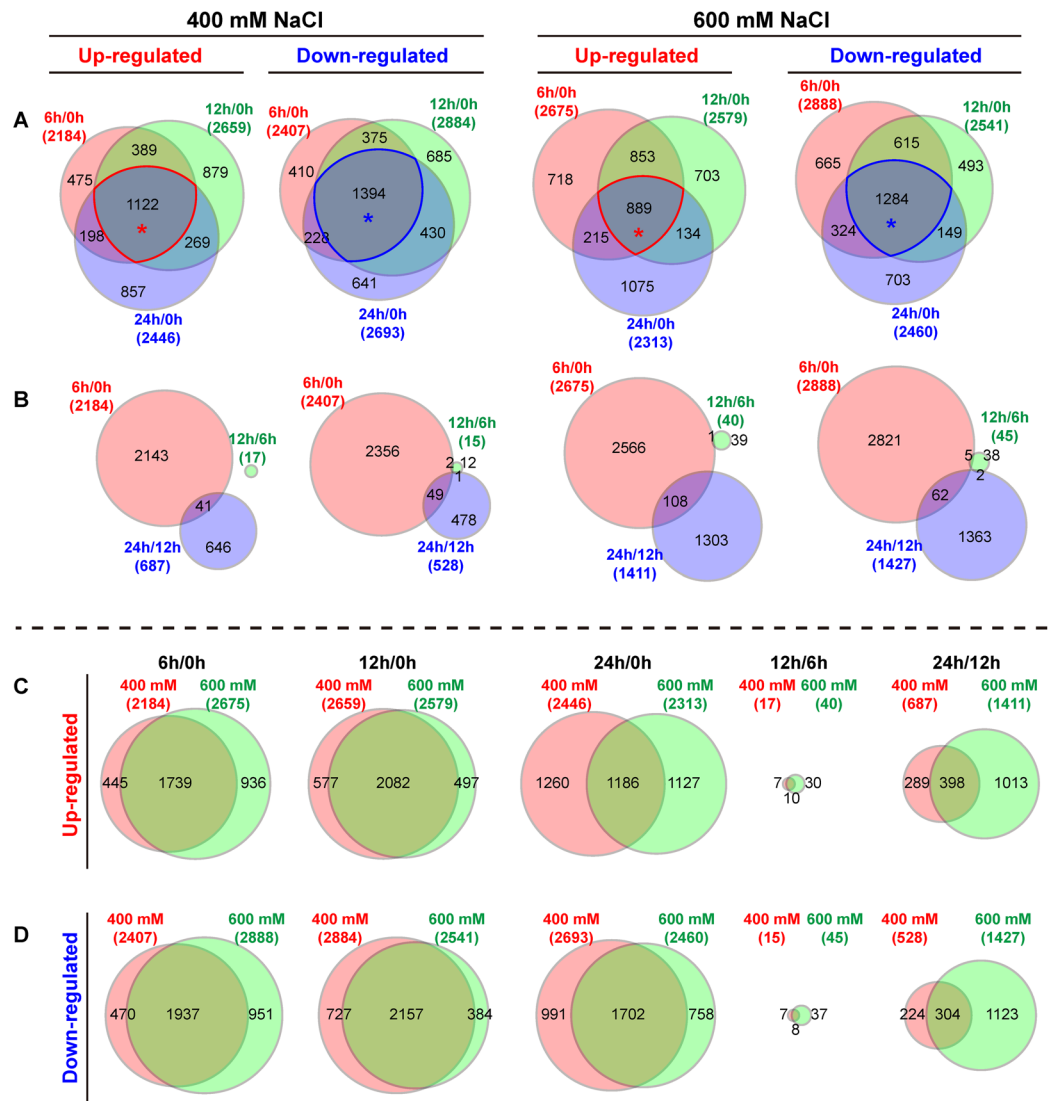 400 mM NaCl
600 mM NaCl
Up-regulated
Down-regulated
Up-regulated
Down-regulated
A
6h/0h
(2184)
12h/0h
(2659)
389
475
879
1122
*
198
269
857
24h/0h
(2446)
6h/0h
(2407)
12h/0h
(2884)
375
685
410
1394
*
228
430
641
24h/0h
(2693)
6h/0h
(2675)
12h/0h
(2579)
853
718
703
889
*
215
134
1075
24h/0h
(2313)
6h/0h
(2888)
12h/0h
(2541)
615
665
493
1284
*
324
149
703
24h/0h
(2460)
B
6h/0h
(2184)
2143
12h/6h
(17)
41
646
24h/12h
(687)
6h/0h
(2407)
2356
12h/6h
(15)
2
12
1
49
478
24h/12h
(528)
6h/0h
(2675)
2566
12h/6h
(40)
1
39
108
1303
24h/12h
(1411)
6h/0h
(2888)
2821
12h/6h
(45)
5
38
2
62
1363
24h/12h
(1427)
6h/0h
12h/0h
24h/0h
12h/6h
24h/12h
C
Up-regulated
400 mM
(2184)
600 mM
(2675)
445
1739
936
400 mM
(2659)
600 mM
(2579)
577
2082
497
400 mM
(2446)
600 mM
(2313)
1260
1186
1127
400 mM
(17)
600 mM
(40)
7
30
10
400 mM
(687)
600 mM
(1411)
289
398
1013
D
Down-regulated
400 mM
(2407)
600 mM
(2888)
470
1937
951
400 mM
(2884)
600 mM
(2541)
727
2157
384
400 mM
(2693)
600 mM
(2460)
991
1702
758
400 mM
(15)
600 mM
(45)
7
37
8
400 mM
(528)
600 mM
(1427)
224
304
1123